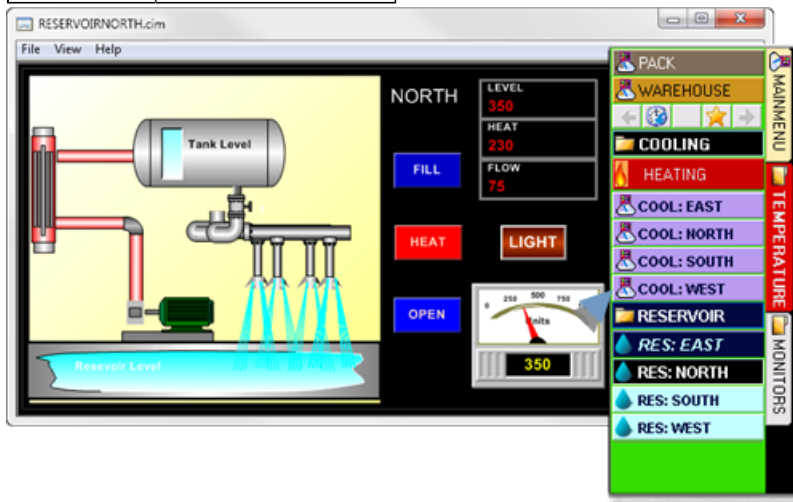 RESERVOIRNORTH.cim
File View Help
NORTH
LEVEL
350
HEAT
230
FLOW
75
Tank Level
FILL
HEAT
LIGHT
OPEN
0 250 500 750
Units
350
Resevoir Level
PACK
WAREHOUSE
COOLING
HEATING
COOL: EAST
COOL: NORTH
COOL: SOUTH
COOL: WEST
RESERVOIR
RES: EAST
RES: NORTH
RES: SOUTH
RES: WEST
MAINMENU
TEMPERATURE
MONITORS